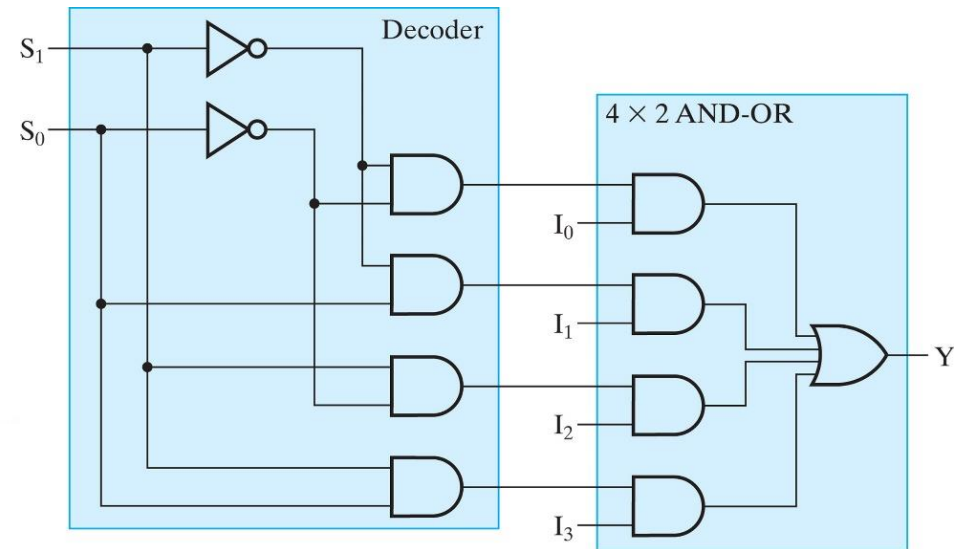 Decoder
S₁
S₀
4 × 2 AND-OR
I₀
I₁
Y
I₂
I₃